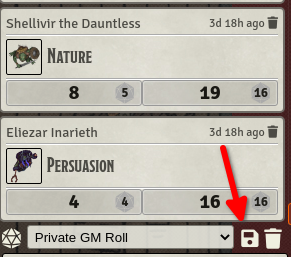 Shellivir the Dauntless 3d 18h ago
Nature
8 5 19 16
Eliezar Inarieth 3d 18h ago
Persuasion
4 4 16 16
Private GM Roll